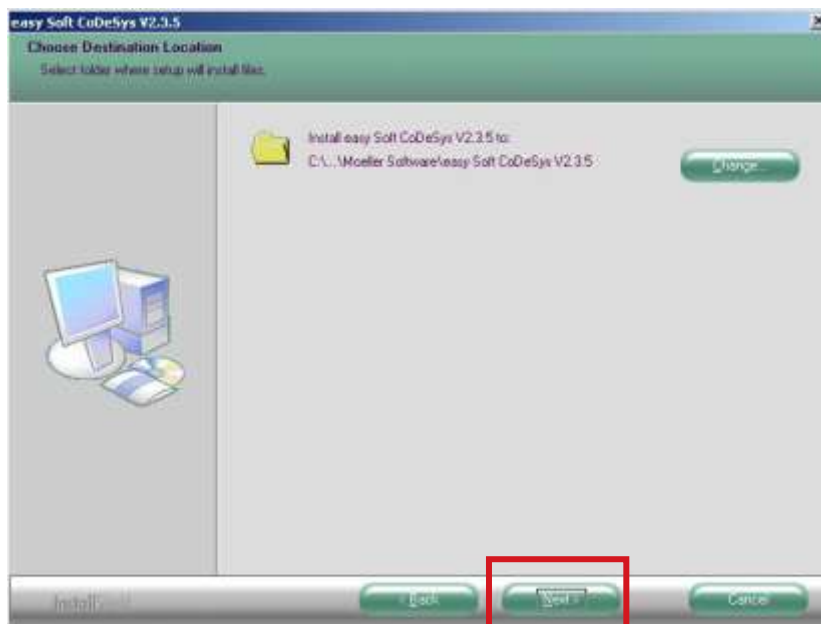 easy Soft CoDeSys V2.3.5
Choose Destination Location
Select folder where setup will install files.
Install easy Soft CoDeSys V2.3.5 to:
C:\...\Moeller Software\easy Soft CoDeSys V2.3.5
Change...
< Back
Next >
Cancel